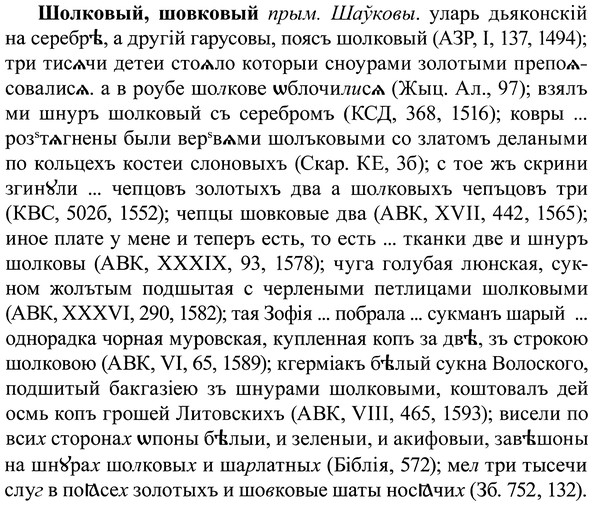 Шолковый, шовковый прым. Шаўковы. уларь дьяконскій
на серебрѣ, а другій гарусовы, поясъ шолковый (АЗР, I, 137, 1494);
три тисѧчи детеи стоѧло которыи сноурами золотыми препоѧ-
совалисѧ. а в роубе шолкове ѡблочилисѧ (Жыц. Ал., 97); взялъ
ми шнуръ шолковый съ серебромъ (КСД, 368, 1516); ковры ...
розˢтѧгнены были верˢвѧми шолъковыми со златомъ делаными
по кольцехъ костеи слоновыхъ (Скар. КЕ, 3б); с тое жъ скрини
згинꙋли ... чепцовъ золотыхъ два а шолковыхъ чепъцовъ три
(КВС, 502б, 1552); чепцы шовковые два (АВК, XVII, 442, 1565);
иное плате у мене и теперъ есть, то есть ... тканки две и шнуръ
шолковы (АВК, XXXIX, 93, 1578); чуга голубая люнская, сук-
ном жолътым подшытая с черлеными петлицами шолковыми
(АВК, XXXVI, 290, 1582); тая Зофія ... побрала ... сукманъ шарый ...
однорадка чорная муровская, купленная копъ за двѣ, зъ строкою
шолковою (АВК, VI, 65, 1589); кгерміакъ бѣлый сукна Волоского,
подшитый бакгазіею зъ шнурами шолковыми, коштовалъ дей
осмь копъ грошей Литовскихъ (АВК, VIII, 465, 1593); висели по
всих сторонах ѡпоны бѣлыи, и зеленыи, и акифовыи, завѣшоны
на шнꙋрах шолковых и шарлатных (Біблія, 572); мел три тысечи
слуг в поꙗсех золотыхъ и шовковые шаты носꙗчих (Зб. 752, 132).